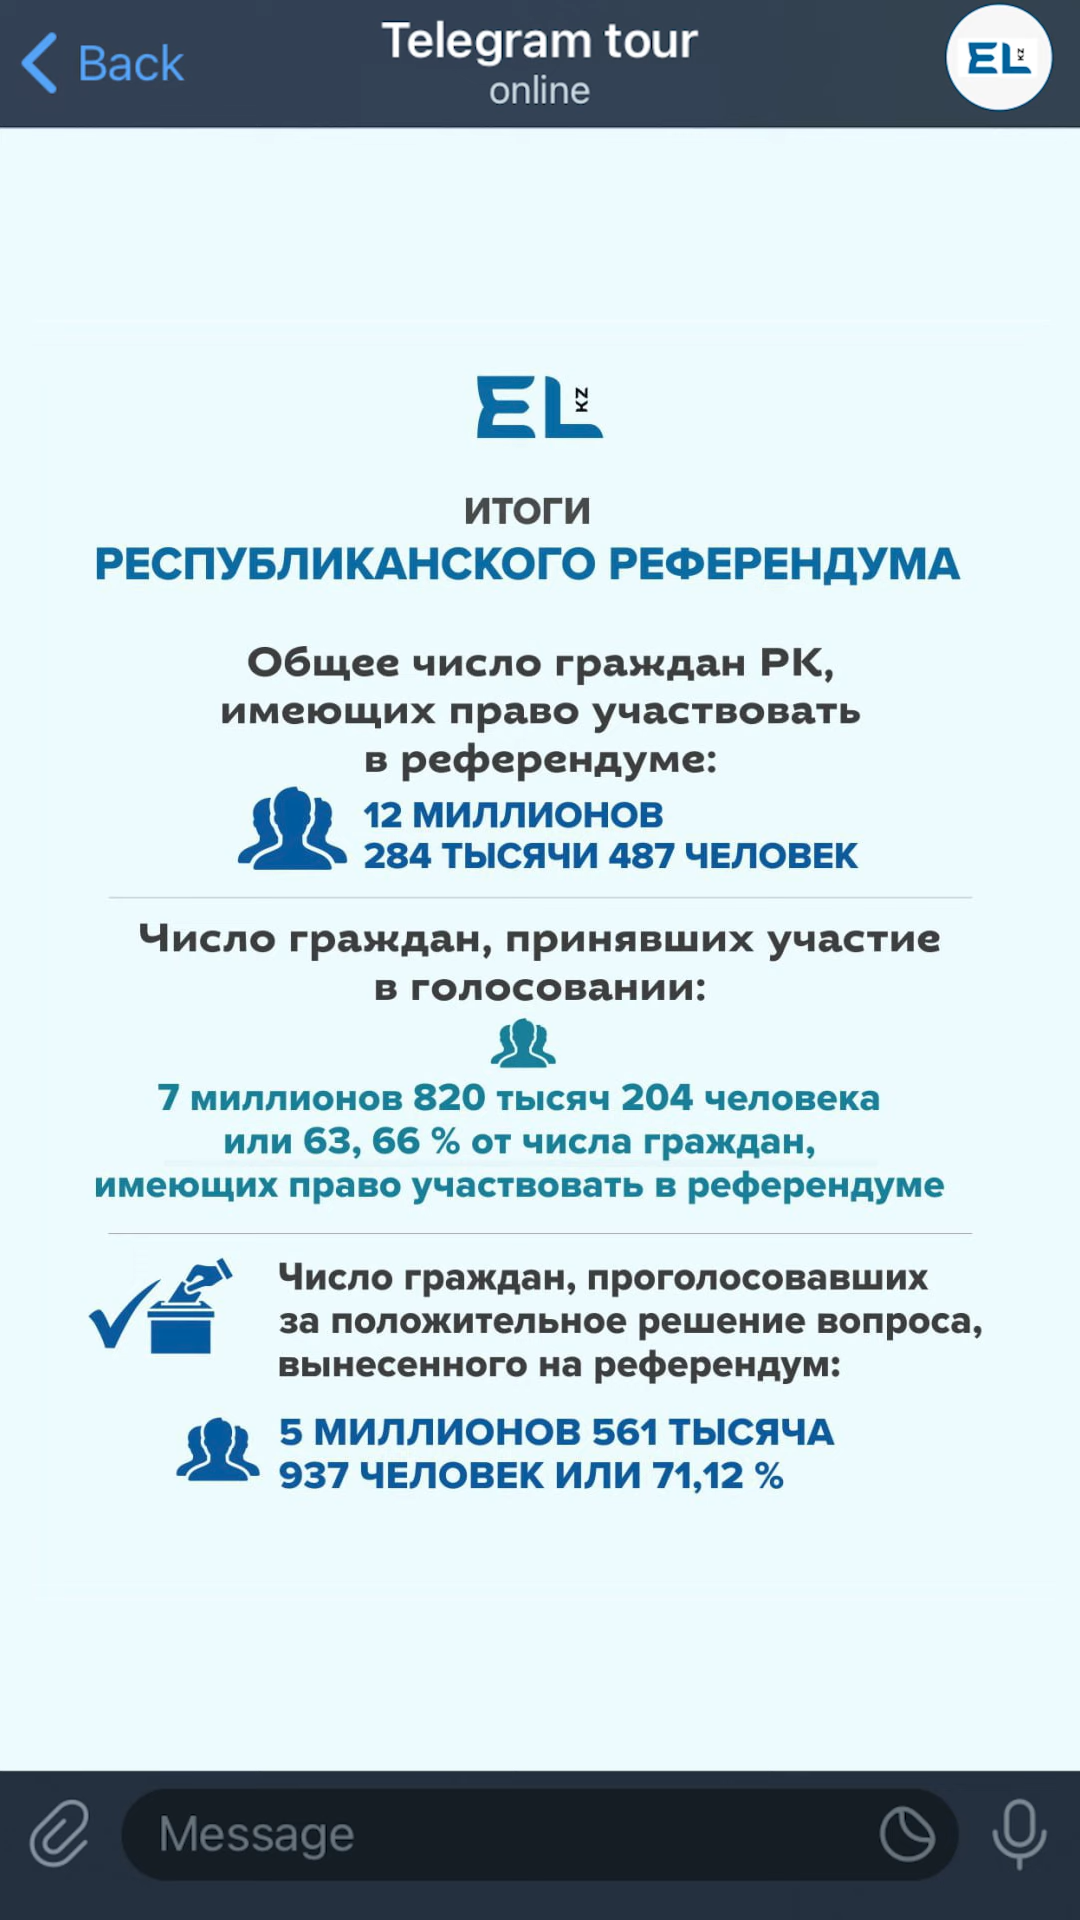 Back
Telegram tour
online
EL KZ
EL KZ
ИТОГИ
РЕСПУБЛИКАНСКОГО РЕФЕРЕНДУМА
Общее число граждан РК,
имеющих право участвовать
в референдуме:
12 МИЛЛИОНОВ
284 ТЫСЯЧИ 487 ЧЕЛОВЕК
Число граждан, принявших участие
в голосовании:
7 миллионов 820 тысяч 204 человека
или 63, 66 % от числа граждан,
имеющих право участвовать в референдуме
Число граждан, проголосовавших
за положительное решение вопроса,
вынесенного на референдум:
5 МИЛЛИОНОВ 561 ТЫСЯЧА
937 ЧЕЛОВЕК ИЛИ 71,12 %
Message